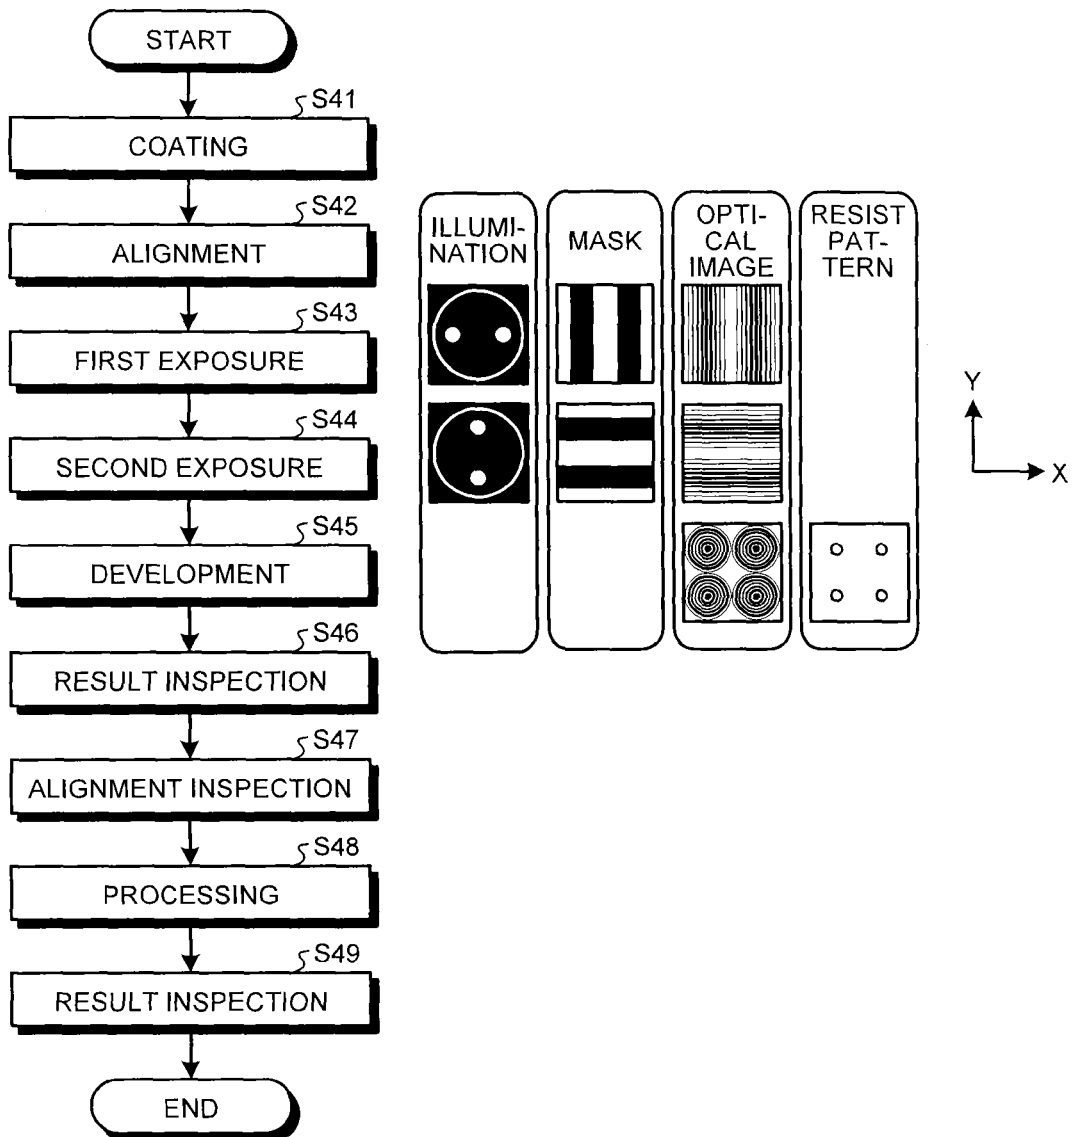 START
S41
COATING
S42
ALIGNMENT
S43
FIRST EXPOSURE
S44
SECOND EXPOSURE
S45
DEVELOPMENT
S46
RESULT INSPECTION
S47
ALIGNMENT INSPECTION
S48
PROCESSING
S49
RESULT INSPECTION
END
ILLUMI-
NATION
MASK
OPTI-
CAL
IMAGE
RESIST
PAT-
TERN
Y
X